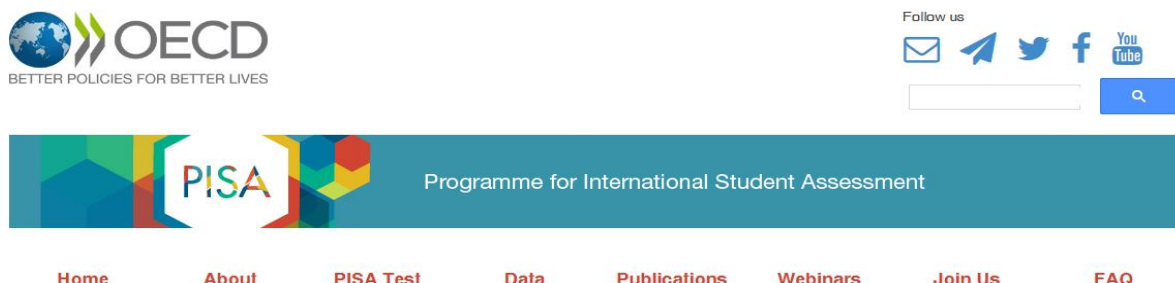 Follow us
OECD
BETTER POLICIES FOR BETTER LIVES
You
Tube
PISA
Programme for International Student Assessment
Home About PISA Test Data Publications Webinars Join Us FAQ